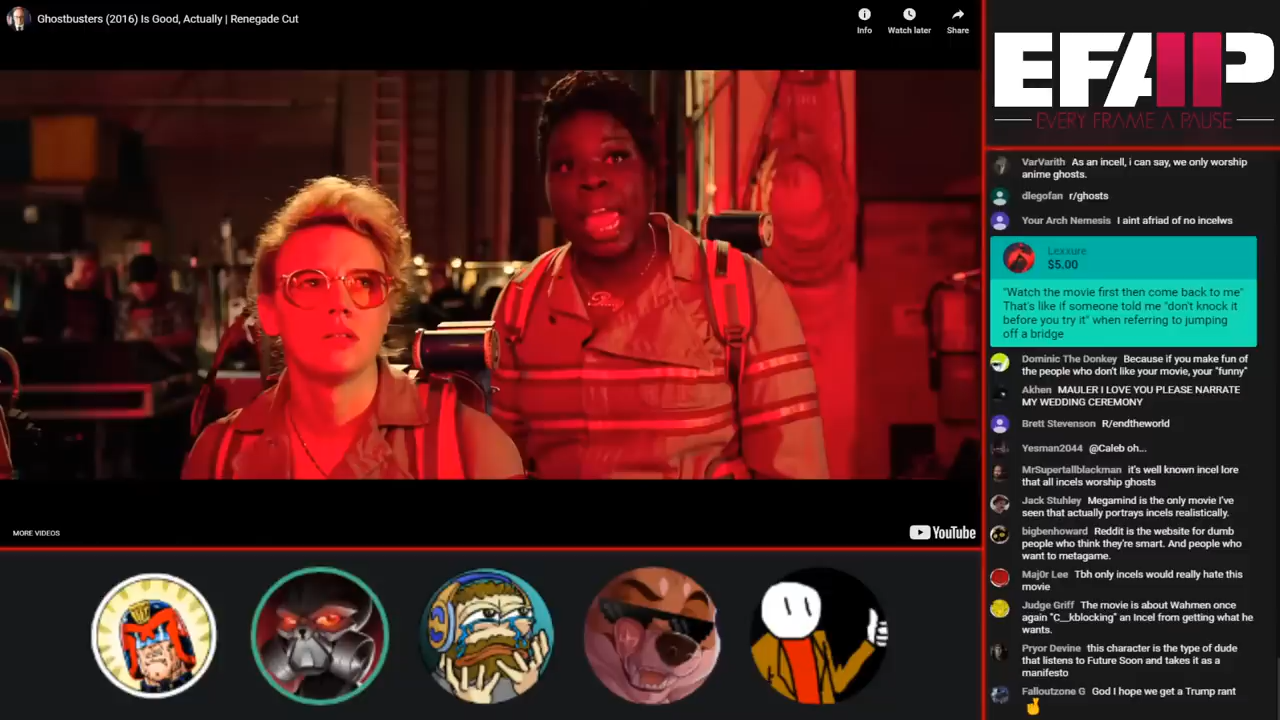 Ghostbusters (2016) Is Good, Actually | Renegade Cut
Info
Watch later
Share
MORE VIDEOS
YouTube
EFAP
EVERY FRAME A PAUSE
VarVarith As an incell, i can say, we only worship
anime ghosts.
dlegofan r/ghosts
Your Arch Nemesis I aint afriad of no incelws
Lexxure
$5.00
"Watch the movie first then come back to me"
That's like if someone told me "don't knock it
before you try it" when referring to jumping
off a bridge
Dominic The Donkey Because if you make fun of
the people who don't like your movie, your "funny"
Akhen MAULER I LOVE YOU PLEASE NARRATE
MY WEDDING CEREMONY
Brett Stevenson R/endtheworld
Yesman2044 @Caleb oh...
MrSupertallblackman it's well known incel lore
that all incels worship ghosts
Jack Stuhley Megamind is the only movie I've
seen that actually portrays incels realistically.
bigbenhoward Reddit is the website for dumb
people who think they're smart. And people who
want to metagame.
Maj0r Lee Tbh only incels would really hate this
movie
Judge Griff The movie is about Wahmen once
again "C__kblocking" an Incel from getting what he
wants.
Pryor Devine this character is the type of dude
that listens to Future Soon and takes it as a
manifesto
Falloutzone G God I hope we get a Trump rant